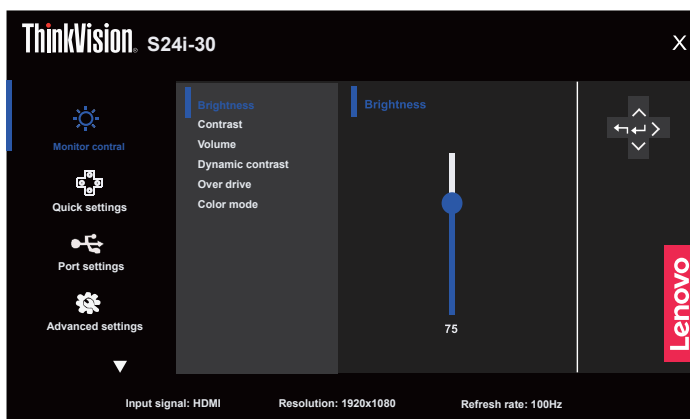 ThinkVision® S24i-30
X
Monitor contral
Quick settings
Port settings
Advanced settings
Brightness
Contrast
Volume
Dynamic contrast
Over drive
Color mode
Brightness
75
Lenovo
Input signal: HDMI Resolution: 1920x1080 Refresh rate: 100Hz